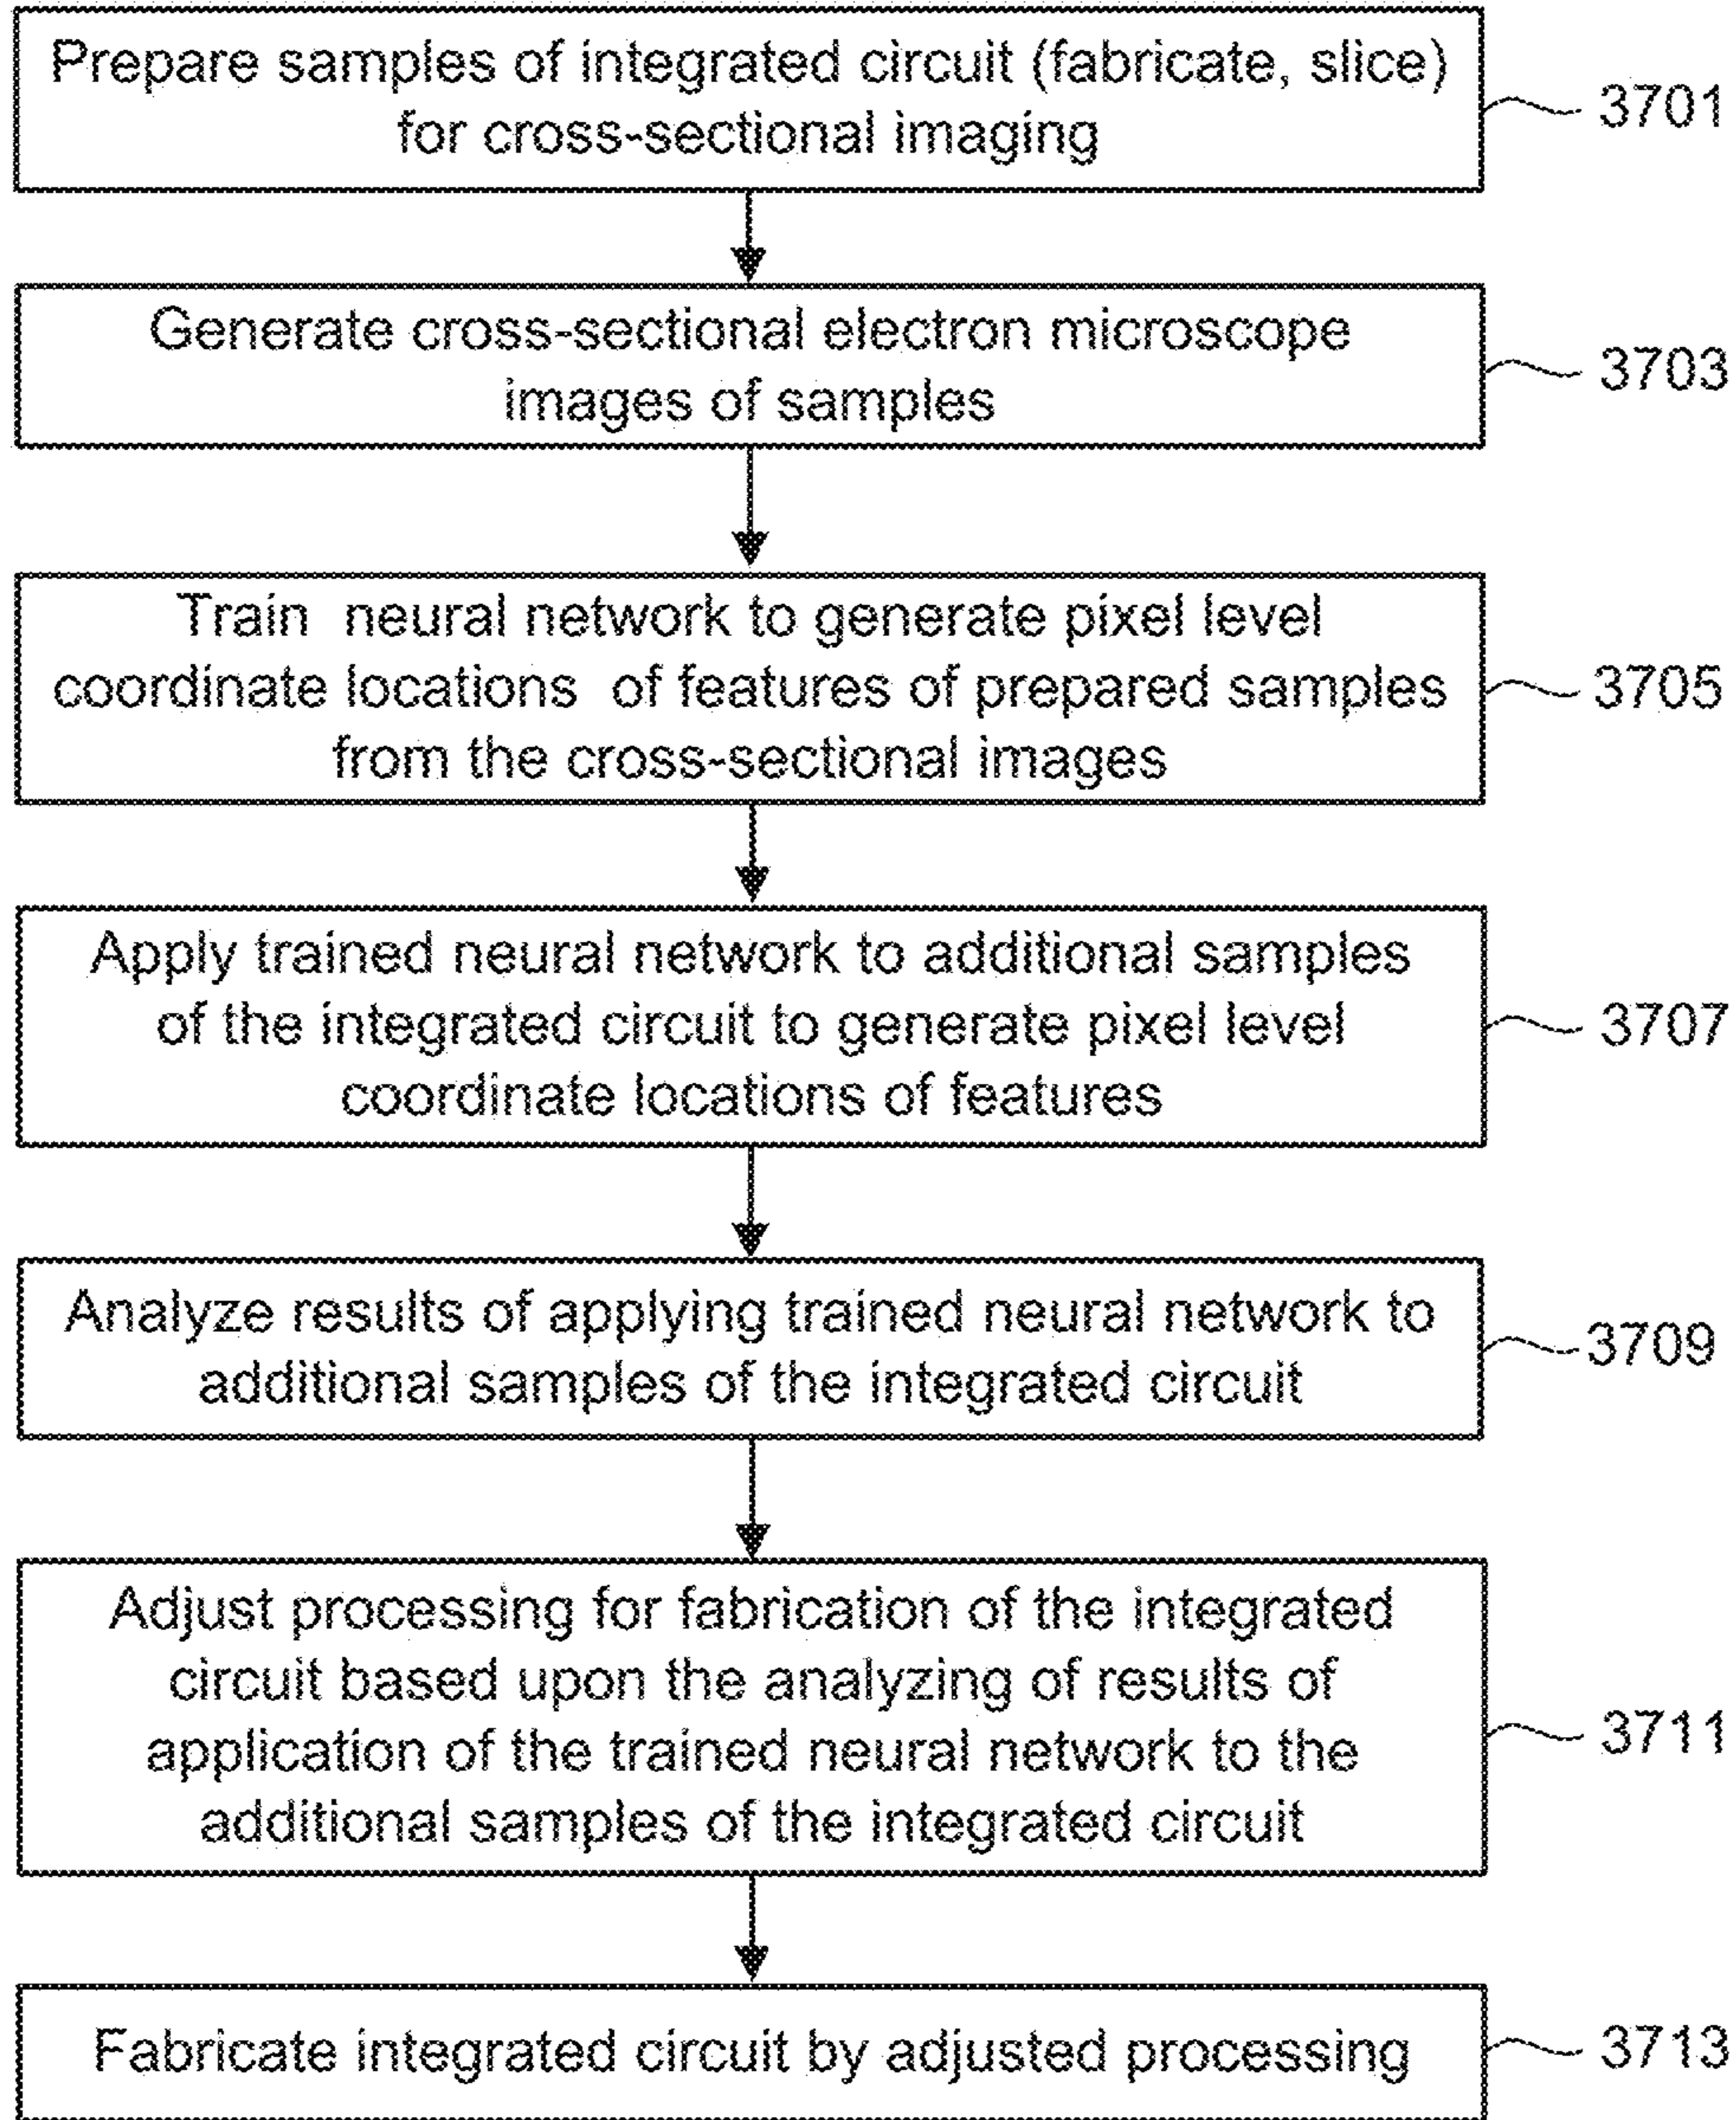 Prepare samples of integrated circuit (fabricate, slice)
for cross-sectional imaging
3701
Generate cross-sectional electron microscope
images of samples
3703
Train neural network to generate pixel level
coordinate locations of features of prepared samples
from the cross-sectional images
3705
Apply trained neural network to additional samples
of the integrated circuit to generate pixel level
coordinate locations of features
3707
Analyze results of applying trained neural network to
additional samples of the integrated circuit
3709
Adjust processing for fabrication of the integrated
circuit based upon the analyzing of results of
application of the trained neural network to the
additional samples of the integrated circuit
3711
Fabricate integrated circuit by adjusted processing
3713